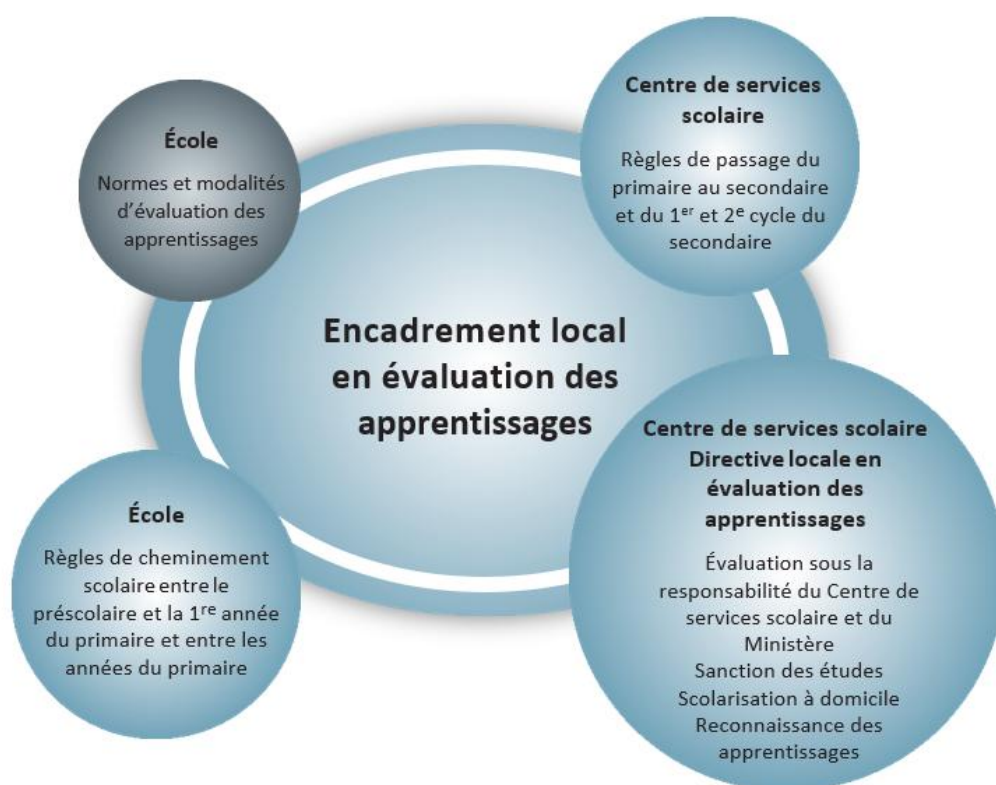 École
Normes et modalités
d’évaluation des
apprentissages
Centre de services
scolaire
Règles de passage du
primaire au secondaire
et du 1er et 2e cycle du
secondaire
Encadrement local
en évaluation des
apprentissages
École
Règles de cheminement
scolaire entre le
préscolaire et la 1re année
du primaire et entre les
années du primaire
Centre de services scolaire
Directive locale en
évaluation des
apprentissages
Évaluation sous la
responsabilité du Centre de
services scolaire et du
Ministère
Sanction des études
Scolarisation à domicile
Reconnaissance des
apprentissages